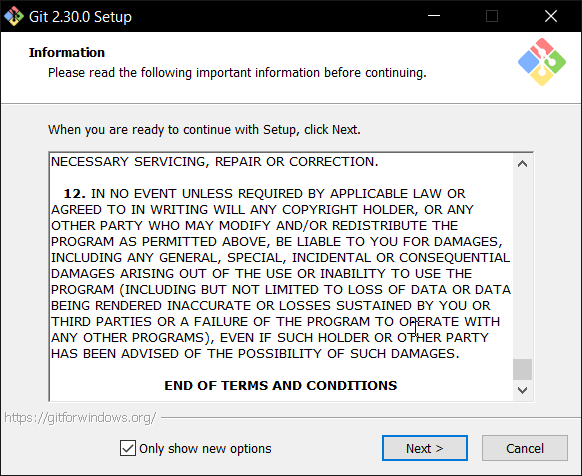 Git 2.30.0 Setup
Information
Please read the following important information before continuing.
When you are ready to continue with Setup, click Next.
NECESSARY SERVICING, REPAIR OR CORRECTION.
12. IN NO EVENT UNLESS REQUIRED BY APPLICABLE LAW OR
AGREED TO IN WRITING WILL ANY COPYRIGHT HOLDER, OR ANY
OTHER PARTY WHO MAY MODIFY AND/OR REDISTRIBUTE THE
PROGRAM AS PERMITTED ABOVE, BE LIABLE TO YOU FOR DAMAGES,
INCLUDING ANY GENERAL, SPECIAL, INCIDENTAL OR CONSEQUENTIAL
DAMAGES ARISING OUT OF THE USE OR INABILITY TO USE THE
PROGRAM (INCLUDING BUT NOT LIMITED TO LOSS OF DATA OR DATA
BEING RENDERED INACCURATE OR LOSSES SUSTAINED BY YOU OR
THIRD PARTIES OR A FAILURE OF THE PROGRAM TO OPERATE WITH
ANY OTHER PROGRAMS), EVEN IF SUCH HOLDER OR OTHER PARTY
HAS BEEN ADVISED OF THE POSSIBILITY OF SUCH DAMAGES.
END OF TERMS AND CONDITIONS
https://gitforwindows.org/
Only show new options
Next >
Cancel